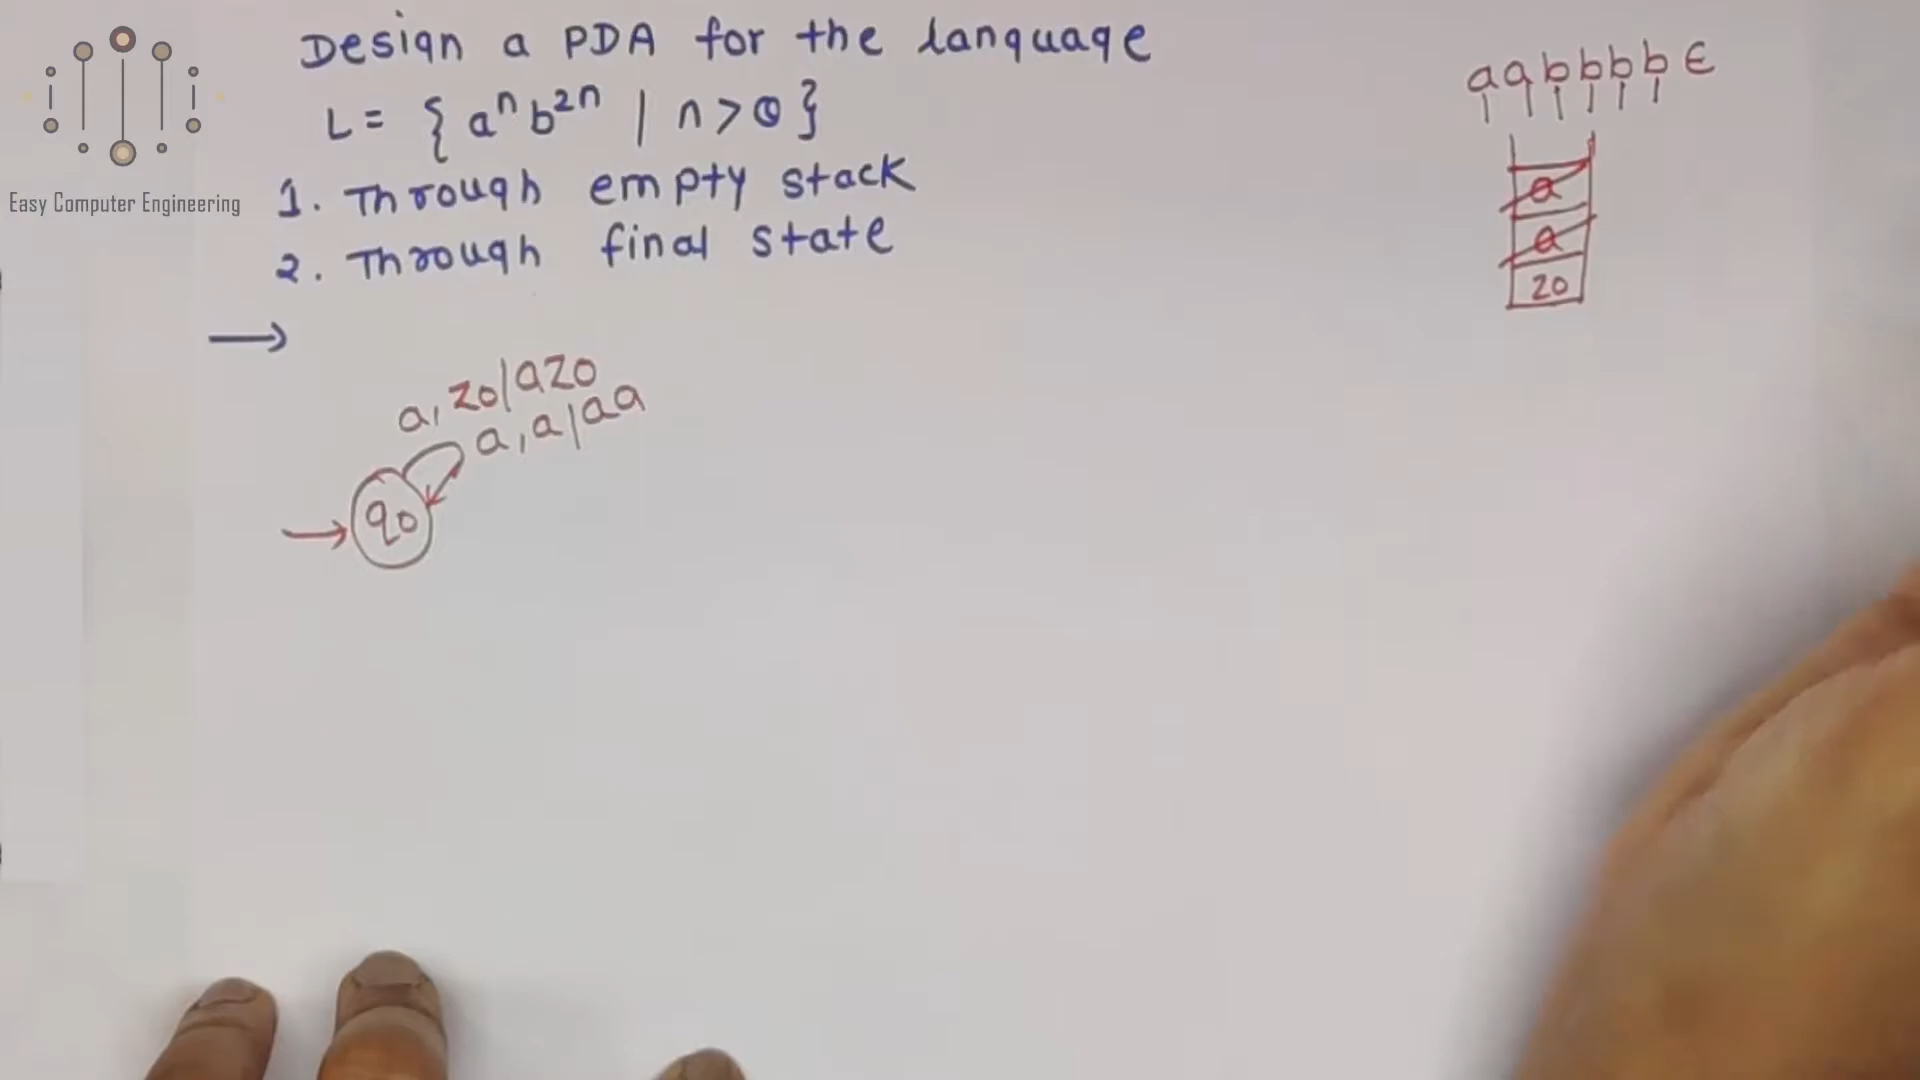 Design a PDA for the language
L = { aⁿb²ⁿ | n > 0 }
1. Through empty stack
2. Through final state
Easy Computer Engineering
aabbbbϵ
a
a
z0
a, z0/az0
a, a/aa
q0